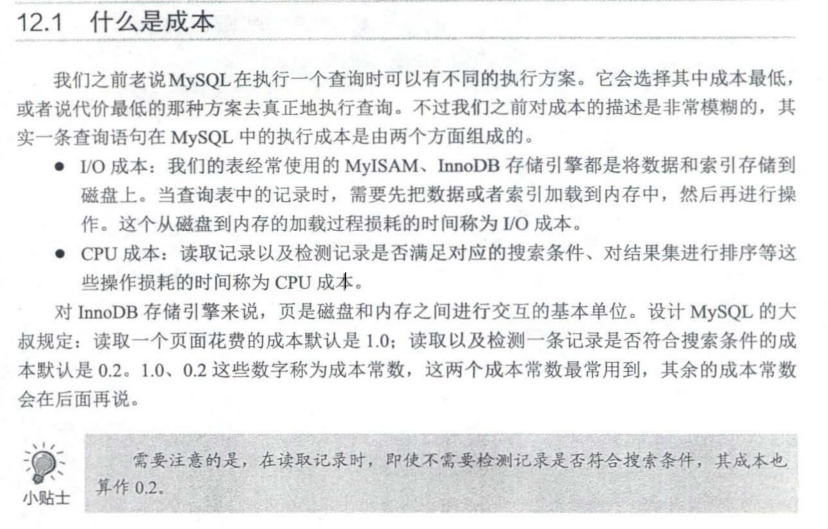 12.1 什么是成本
我们之前老说MySQL在执行一个查询时可以有不同的执行方案。它会选择其中成本最低，
或者说代价最低的那种方案去真正地执行查询。不过我们之前对成本的描述是非常模糊的，其
实一条查询语句在 MySQL 中的执行成本是由两个方面组成的。
● I/O 成本：我们的表经常使用的 MyISAM、InnoDB 存储引擎都是将数据和索引存储到
磁盘上。当查询表中的记录时，需要先把数据或者索引加载到内存中，然后再进行操
作。这个从磁盘到内存的加载过程损耗的时间称为 I/O 成本。
● CPU 成本：读取记录以及检测记录是否满足对应的搜索条件、对结果集进行排序等这
些操作损耗的时间称为 CPU 成本。
对 InnoDB 存储引擎来说，页是磁盘和内存之间进行交互的基本单位。设计 MySQL 的大
叔规定：读取一个页面花费的成本默认是 1.0；读取以及检测一条记录是否符合搜索条件的成
本默认是 0.2。1.0、0.2 这些数字称为成本常数，这两个成本常数最常用到，其余的成本常数
会在后面再说。
需要注意的是，在读取记录时，即使不需要检测记录是否符合搜索条件，其成本也
算作 0.2。
小贴士